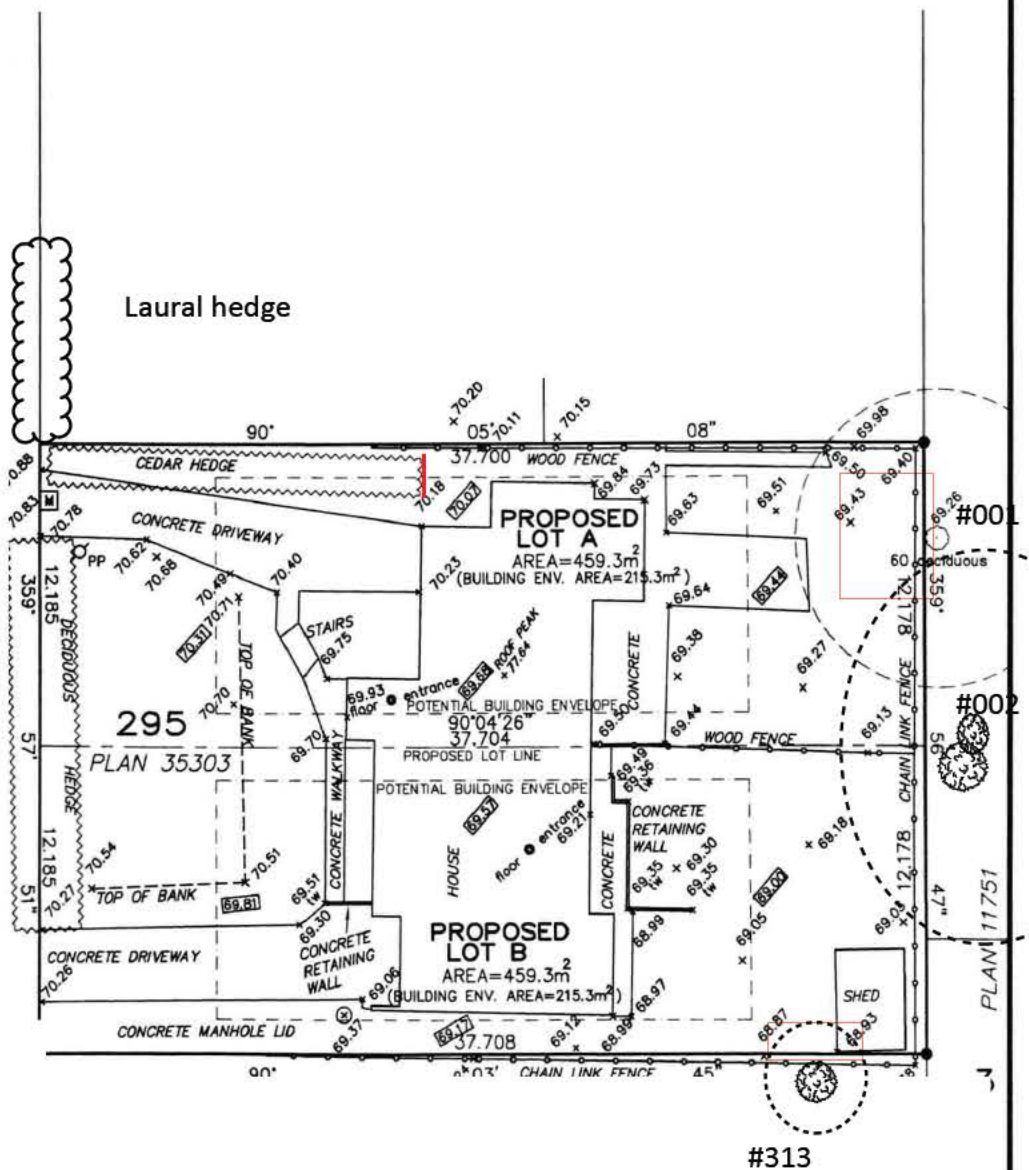 Laural hedge
70.20
70.11
70.15
90°
05'
08"
69.98
37.700
WOOD FENCE
70.88
CEDAR HEDGE
69.84
69.73
69.50
69.40
70.18
70.07
69.63
69.51
69.43
69.26
#001
70.83
M
70.78
CONCRETE DRIVEWAY
PROPOSED
LOT A
AREA=459.3m²
(BUILDING ENV. AREA=215.3m²)
PP
70.62
70.68
70.49
70.40
70.23
60 deciduous
12.185
359°
70.71
70.31
STAIRS
69.75
69.64
69.44
12.178
359°
DECIDUOS
HEDGE
TOP OF BANK
ROOF PEAK
77.64
69.68
CONCRETE
69.38
69.27
CHAIN LINK FENCE
70.70
69.93
floor
entrance
POTENTIAL BUILDING ENVELOPE
#002
295
PLAN 35303
69.70
90°04'26"
37.704
PROPOSED LOT LINE
69.50
69.44
WOOD FENCE
69.13
57'
56'
CONCRETE WALKWAY
POTENTIAL BUILDING ENVELOPE
69.49
69.36
tw
69.57
entrance
69.21
floor
CONCRETE
RETAINING
WALL
69.18
12.185
70.54
70.51
HOUSE
CONCRETE
69.35
tw
69.30
69.35
tw
69.00
12.178
51"
70.27
TOP OF BANK
69.81
69.51
tw
69.30
68.99
69.05
69.03
47"
PLAN 11751
CONCRETE DRIVEWAY
CONCRETE
RETAINING
WALL
PROPOSED
LOT B
AREA=459.3m²
(BUILDING ENV. AREA=215.3m²)
70.26
69.06
68.97
SHED
CONCRETE MANHOLE LID
69.37
69.17
37.708
69.12
68.99
68.87
68.93
90°
03'
CHAIN LINK FENCE
45"
#313